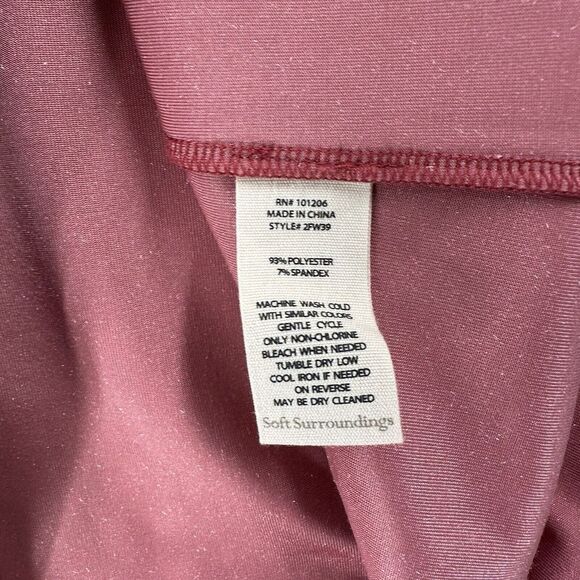 RN# 101206
MADE IN CHINA
STYLE# 2FW39
93% POLYESTER
7% SPANDEX
MACHINE WASH COLD
WITH SIMILAR COLORS
GENTLE CYCLE
ONLY NON-CHLORINE
BLEACH WHEN NEEDED
TUMBLE DRY LOW
COOL IRON IF NEEDED
ON REVERSE
MAY BE DRY CLEANED
Soft Surroundings